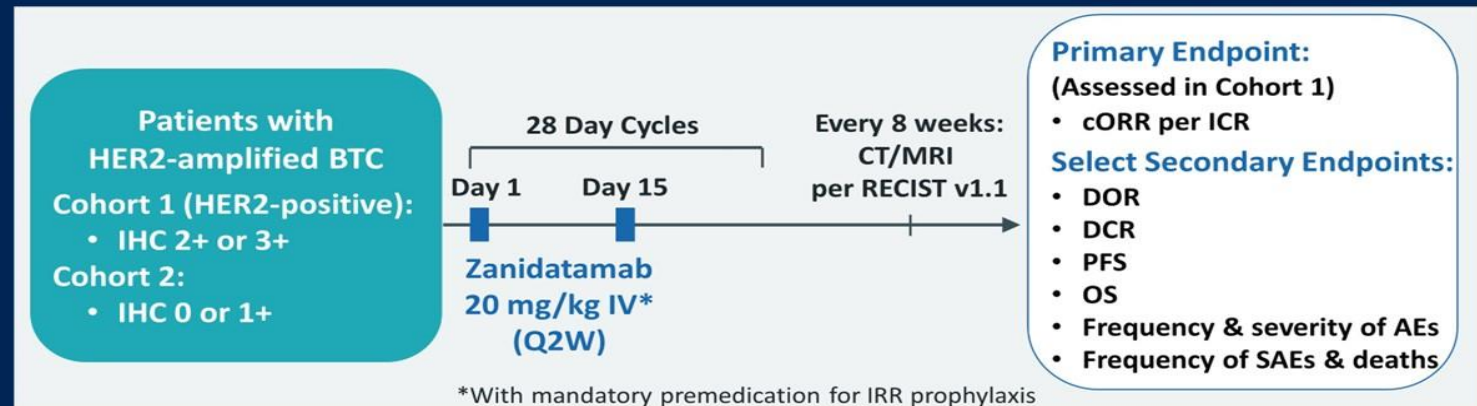 Patients with
HER2-amplified BTC
Cohort 1 (HER2-positive):
• IHC 2+ or 3+
Cohort 2:
• IHC 0 or 1+
28 Day Cycles
Day 1
Day 15
Zanidatamab
20 mg/kg IV*
(Q2W)
Every 8 weeks:
CT/MRI
per RECIST v1.1
Primary Endpoint:
(Assessed in Cohort 1)
• cORR per ICR
Select Secondary Endpoints:
• DOR
• DCR
• PFS
• OS
• Frequency & severity of AEs
• Frequency of SAEs & deaths
*With mandatory premedication for IRR prophylaxis